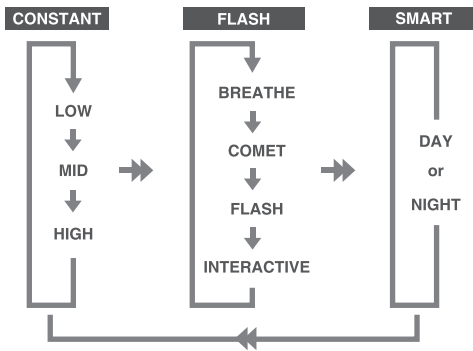 CONSTANT
LOW
MID
HIGH
FLASH
BREATHE
COMET
FLASH
INTERACTIVE
SMART
DAY
or
NIGHT